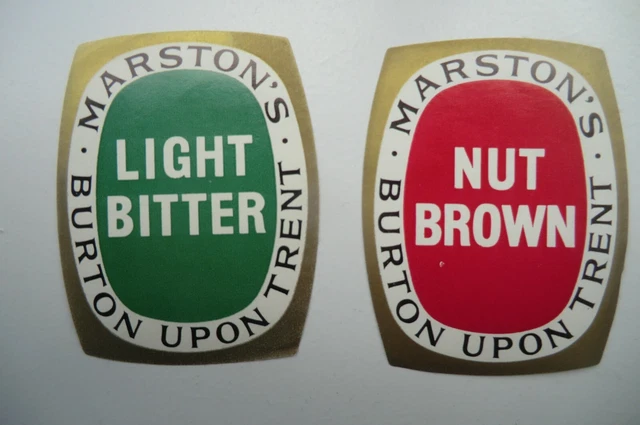 MARSTON'S
LIGHT
BITTER
· BURTON UPON TRENT ·
MARSTON'S
NUT
BROWN
· BURTON UPON TRENT ·